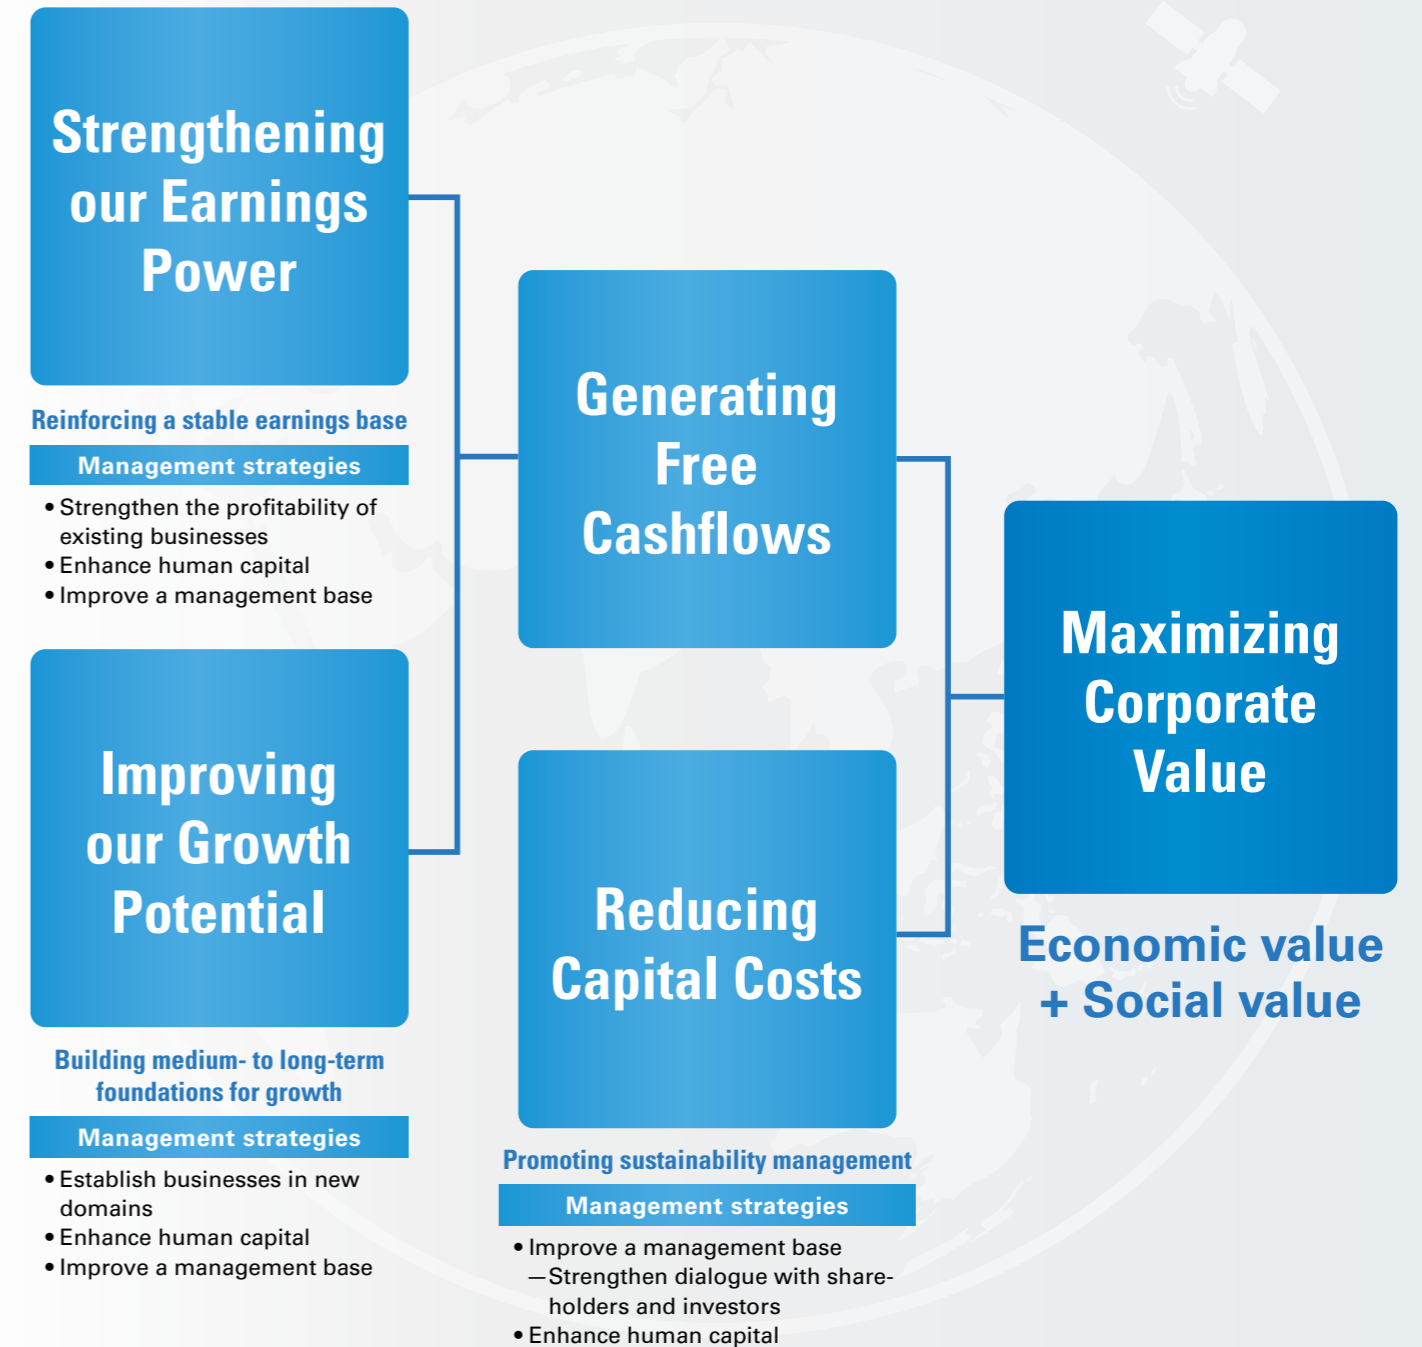 Strengthening
our Earnings
Power
Reinforcing a stable earnings base
Management strategies
• Strengthen the profitability of
existing businesses
• Enhance human capital
• Improve a management base
Improving
our Growth
Potential
Building medium- to long-term
foundations for growth
Management strategies
• Establish businesses in new
domains
• Enhance human capital
• Improve a management base
Generating
Free
Cashflows
Reducing
Capital Costs
Promoting sustainability management
Management strategies
• Improve a management base
—Strengthen dialogue with share-
holders and investors
• Enhance human capital
Maximizing
Corporate
Value
Economic value
+ Social value